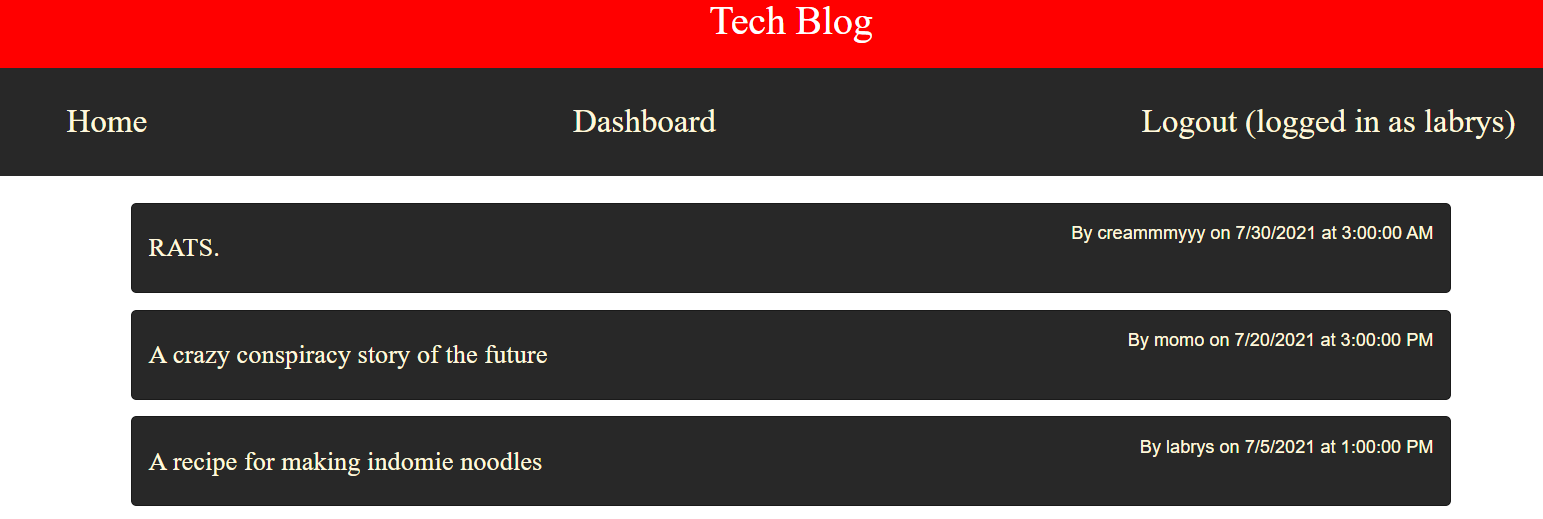 Tech Blog
Home Dashboard Logout (logged in as labrys)
RATS. By creammmyyy on 7/30/2021 at 3:00:00 AM
A crazy conspiracy story of the future By momo on 7/20/2021 at 3:00:00 PM
A recipe for making indomie noodles By labrys on 7/5/2021 at 1:00:00 PM